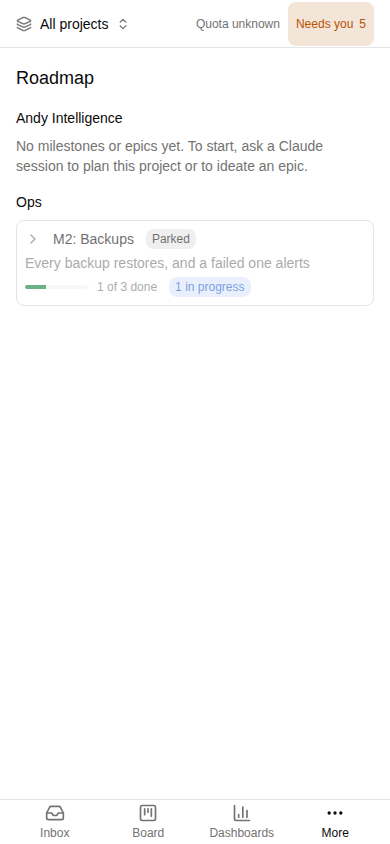 All projects
Quota unknown
Needs you 5
Roadmap
Andy Intelligence
No milestones or epics yet. To start, ask a Claude
session to plan this project or to ideate an epic.
Ops
M2: Backups
Parked
Every backup restores, and a failed one alerts
1 of 3 done
1 in progress
Inbox
Board
Dashboards
More